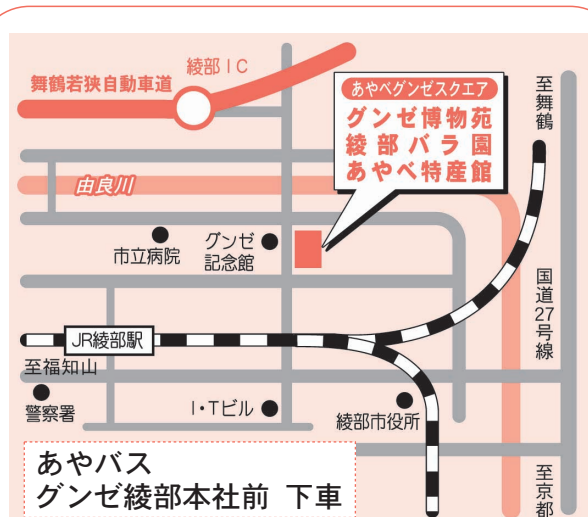 綾部IC
舞鶴若狭自動車道
あやべグンゼスクエア
グンゼ博物苑
綾部バラ園
あやべ特産館
至舞鶴
由良川
市立病院
グンゼ
記念館
国道27号線
JR綾部駅
至福知山
警察署
I・Tビル
綾部市役所
至京都
あやバス
グンゼ綾部本社前 下車